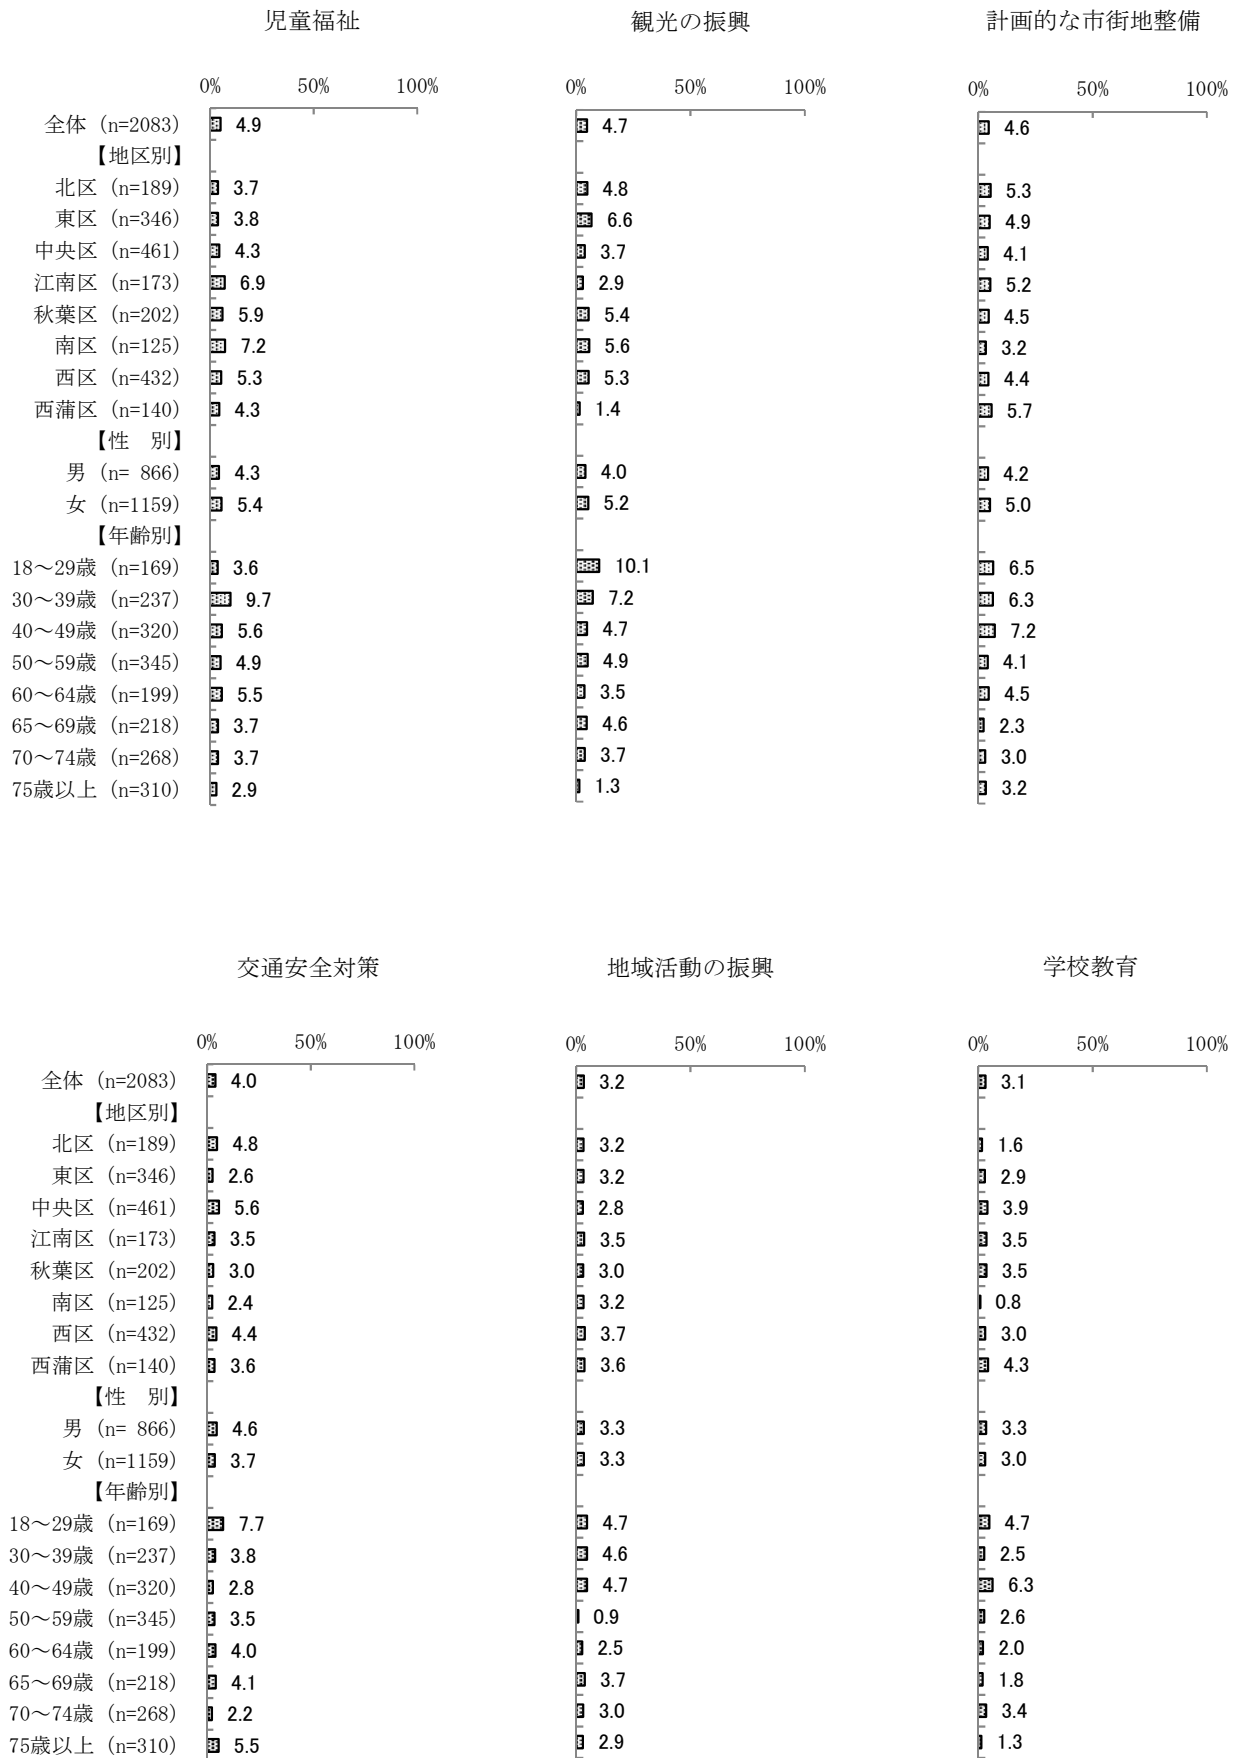 児童福祉 観光の振興 計画的な市街地整備
0% 50% 100% 0% 50% 100% 0% 50% 100%
全体 (n=2083) 4.9 4.7 4.6
【地区別】
北区 (n=189) 3.7 4.8 5.3
東区 (n=346) 3.8 6.6 4.9
中央区 (n=461) 4.3 3.7 4.1
江南区 (n=173) 6.9 2.9 5.2
秋葉区 (n=202) 5.9 5.4 4.5
南区 (n=125) 7.2 5.6 3.2
西区 (n=432) 5.3 5.3 4.4
西蒲区 (n=140) 4.3 1.4 5.7
【性　別】
男 (n= 866) 4.3 4.0 4.2
女 (n=1159) 5.4 5.2 5.0
【年齢別】
18～29歳 (n=169) 3.6 10.1 6.5
30～39歳 (n=237) 9.7 7.2 6.3
40～49歳 (n=320) 5.6 4.7 7.2
50～59歳 (n=345) 4.9 4.9 4.1
60～64歳 (n=199) 5.5 3.5 4.5
65～69歳 (n=218) 3.7 4.6 2.3
70～74歳 (n=268) 3.7 3.7 3.0
75歳以上 (n=310) 2.9 1.3 3.2
交通安全対策 地域活動の振興 学校教育
0% 50% 100% 0% 50% 100% 0% 50% 100%
全体 (n=2083) 4.0 3.2 3.1
【地区別】
北区 (n=189) 4.8 3.2 1.6
東区 (n=346) 2.6 3.2 2.9
中央区 (n=461) 5.6 2.8 3.9
江南区 (n=173) 3.5 3.5 3.5
秋葉区 (n=202) 3.0 3.0 3.5
南区 (n=125) 2.4 3.2 0.8
西区 (n=432) 4.4 3.7 3.0
西蒲区 (n=140) 3.6 3.6 4.3
【性　別】
男 (n= 866) 4.6 3.3 3.3
女 (n=1159) 3.7 3.3 3.0
【年齢別】
18～29歳 (n=169) 7.7 4.7 4.7
30～39歳 (n=237) 3.8 4.6 2.5
40～49歳 (n=320) 2.8 4.7 6.3
50～59歳 (n=345) 3.5 0.9 2.6
60～64歳 (n=199) 4.0 2.5 2.0
65～69歳 (n=218) 4.1 3.7 1.8
70～74歳 (n=268) 2.2 3.0 3.4
75歳以上 (n=310) 5.5 2.9 1.3